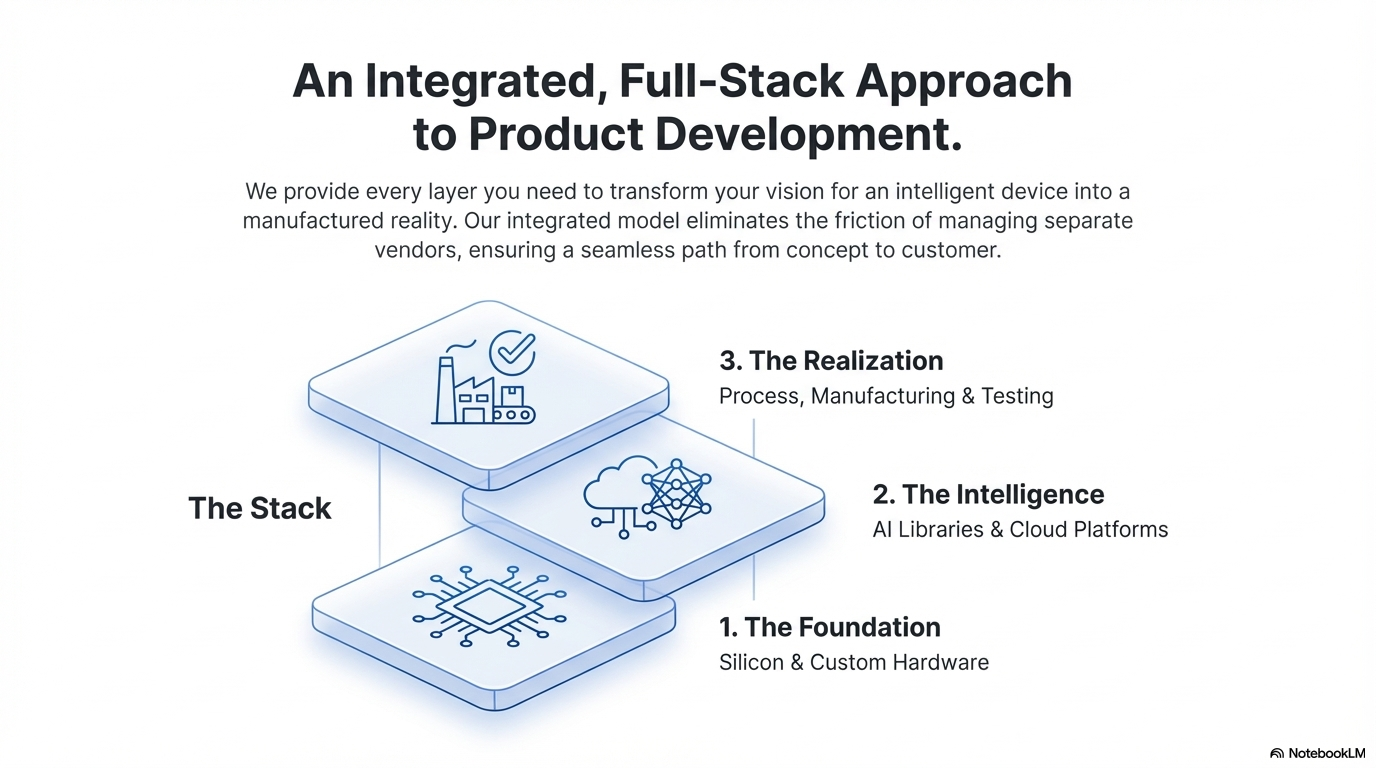 An Integrated, Full-Stack Approach
to Product Development.
We provide every layer you need to transform your vision for an intelligent device into a
manufactured reality. Our integrated model eliminates the friction of managing separate
vendors, ensuring a seamless path from concept to customer.
3. The Realization
Process, Manufacturing & Testing
The Stack
2. The Intelligence
AI Libraries & Cloud Platforms
1. The Foundation
Silicon & Custom Hardware
NotebookLM